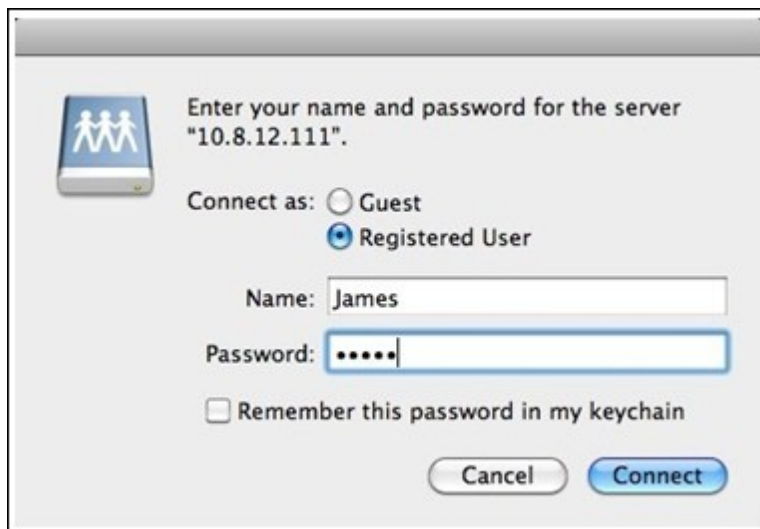 Enter your name and password for the server
“10.8.12.111”.
Connect as: Guest
Registered User
Name: James
Password: •••••
Remember this password in my keychain
Cancel Connect